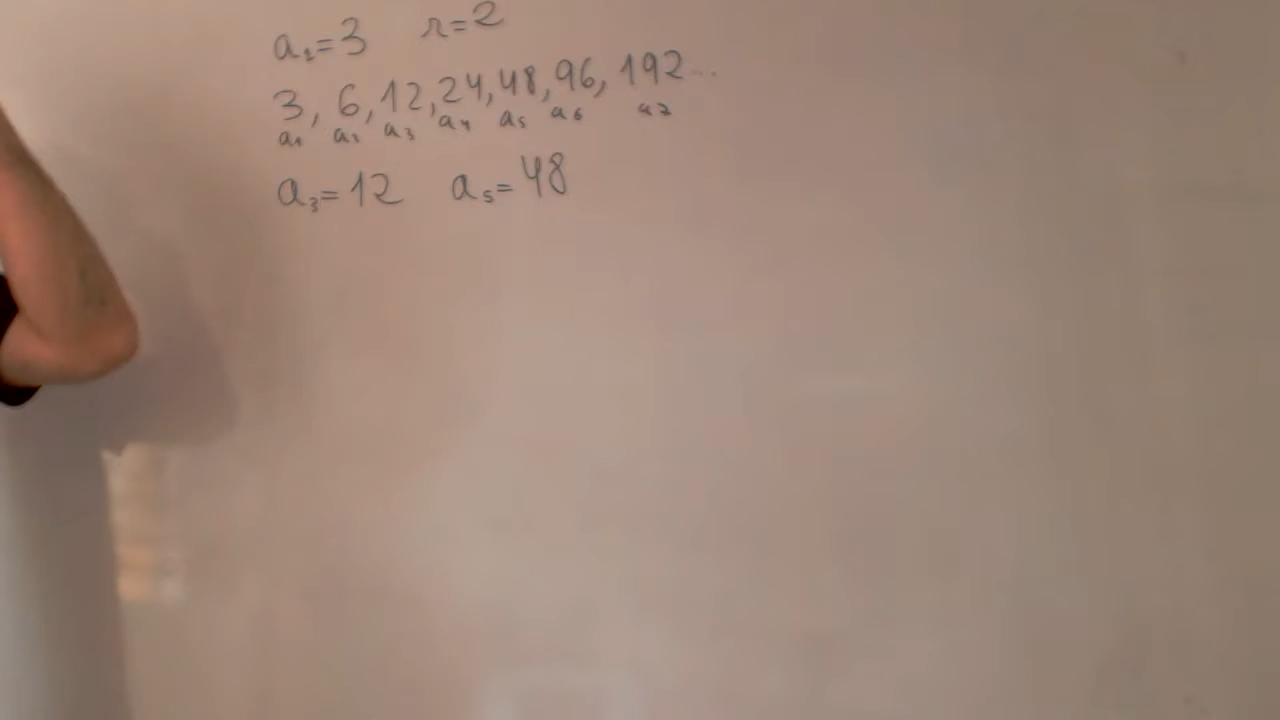 a₁=3 r=2
3, 6, 12, 24, 48, 96, 192...
a₁ a₂ a₃ a₄ a₅ a₆ a₇
a₃=12 a₅=48